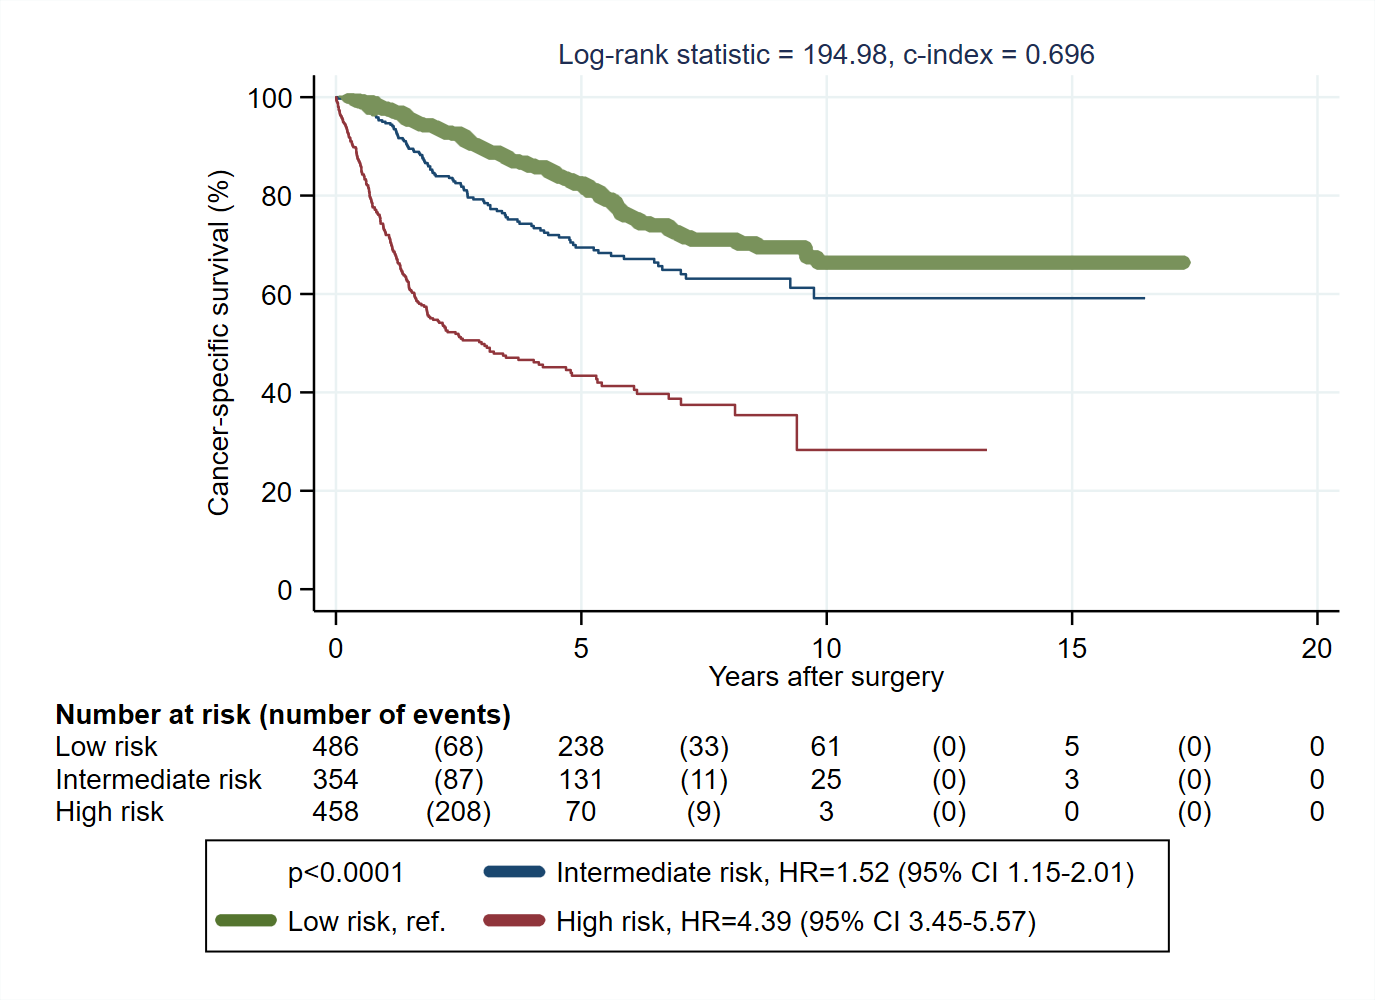 Log-rank statistic = 194.98, c-index = 0.696
100
80
60
40
20
0
Cancer-specific survival (%)
0 5 10 15 20
Years after surgery
Number at risk (number of events)
Low risk 486 (68) 238 (33) 61 (0) 5 (0) 0
Intermediate risk 354 (87) 131 (11) 25 (0) 3 (0) 0
High risk 458 (208) 70 (9) 3 (0) 0 (0) 0
p<0.0001 Intermediate risk, HR=1.52 (95% CI 1.15-2.01)
Low risk, ref. High risk, HR=4.39 (95% CI 3.45-5.57)